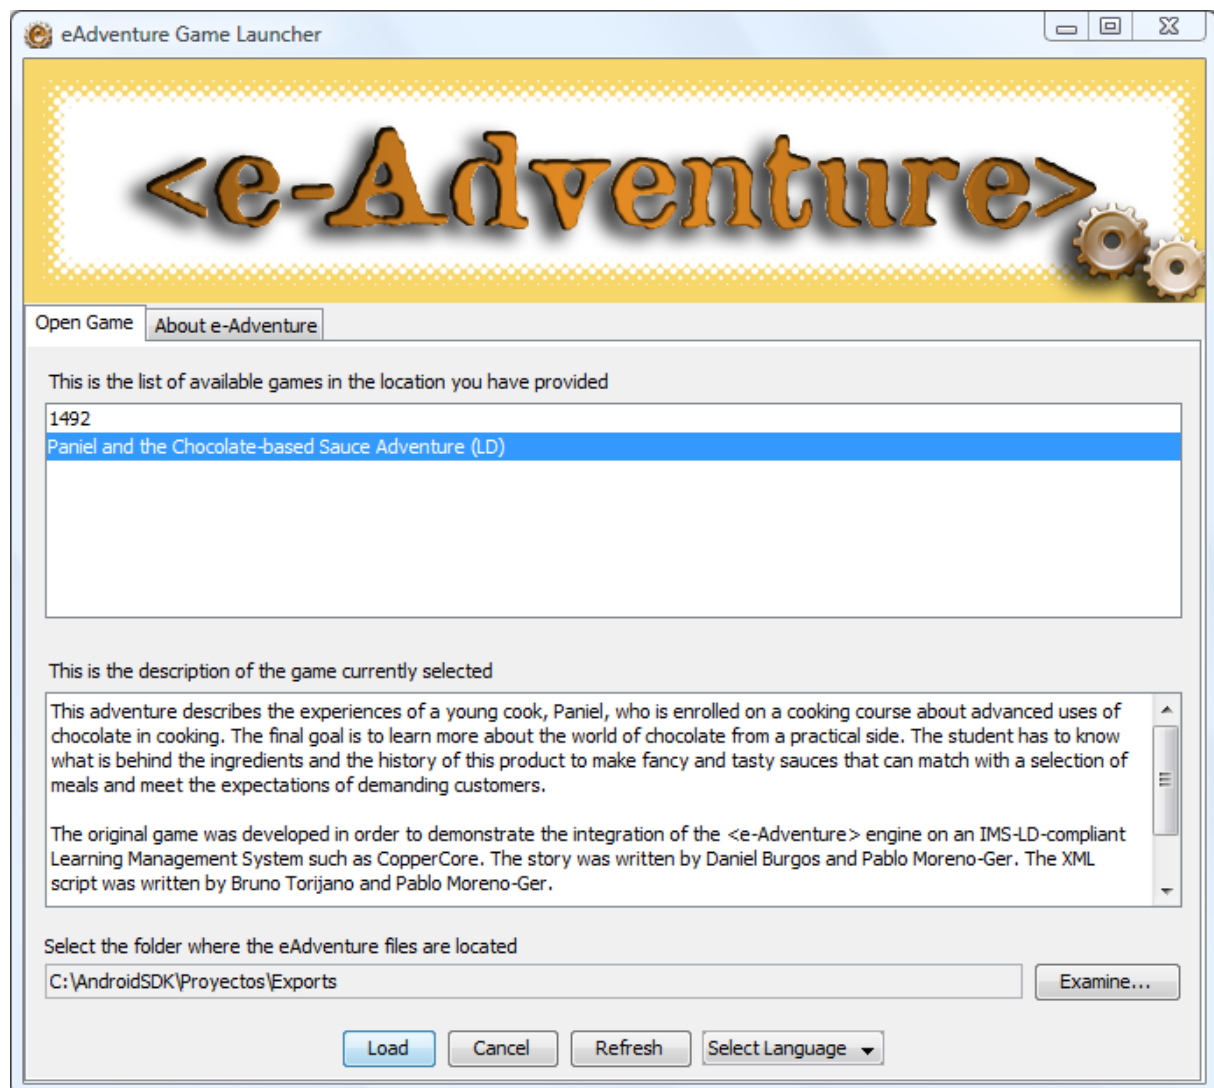 eAdventure Game Launcher
<e-Adventure>
Open Game
About e-Adventure
This is the list of available games in the location you have provided
1492
Paniel and the Chocolate-based Sauce Adventure (LD)
This is the description of the game currently selected
This adventure describes the experiences of a young cook, Paniel, who is enrolled on a cooking course about advanced uses of
chocolate in cooking. The final goal is to learn more about the world of chocolate from a practical side. The student has to know
what is behind the ingredients and the history of this product to make fancy and tasty sauces that can match with a selection of
meals and meet the expectations of demanding customers.
The original game was developed in order to demonstrate the integration of the <e-Adventure> engine on an IMS-LD-compliant
Learning Management System such as CopperCore. The story was written by Daniel Burgos and Pablo Moreno-Ger. The XML
script was written by Bruno Torijano and Pablo Moreno-Ger.
Select the folder where the eAdventure files are located
C:\AndroidSDK\Proyectos\Exports
Examine...
Load
Cancel
Refresh
Select Language